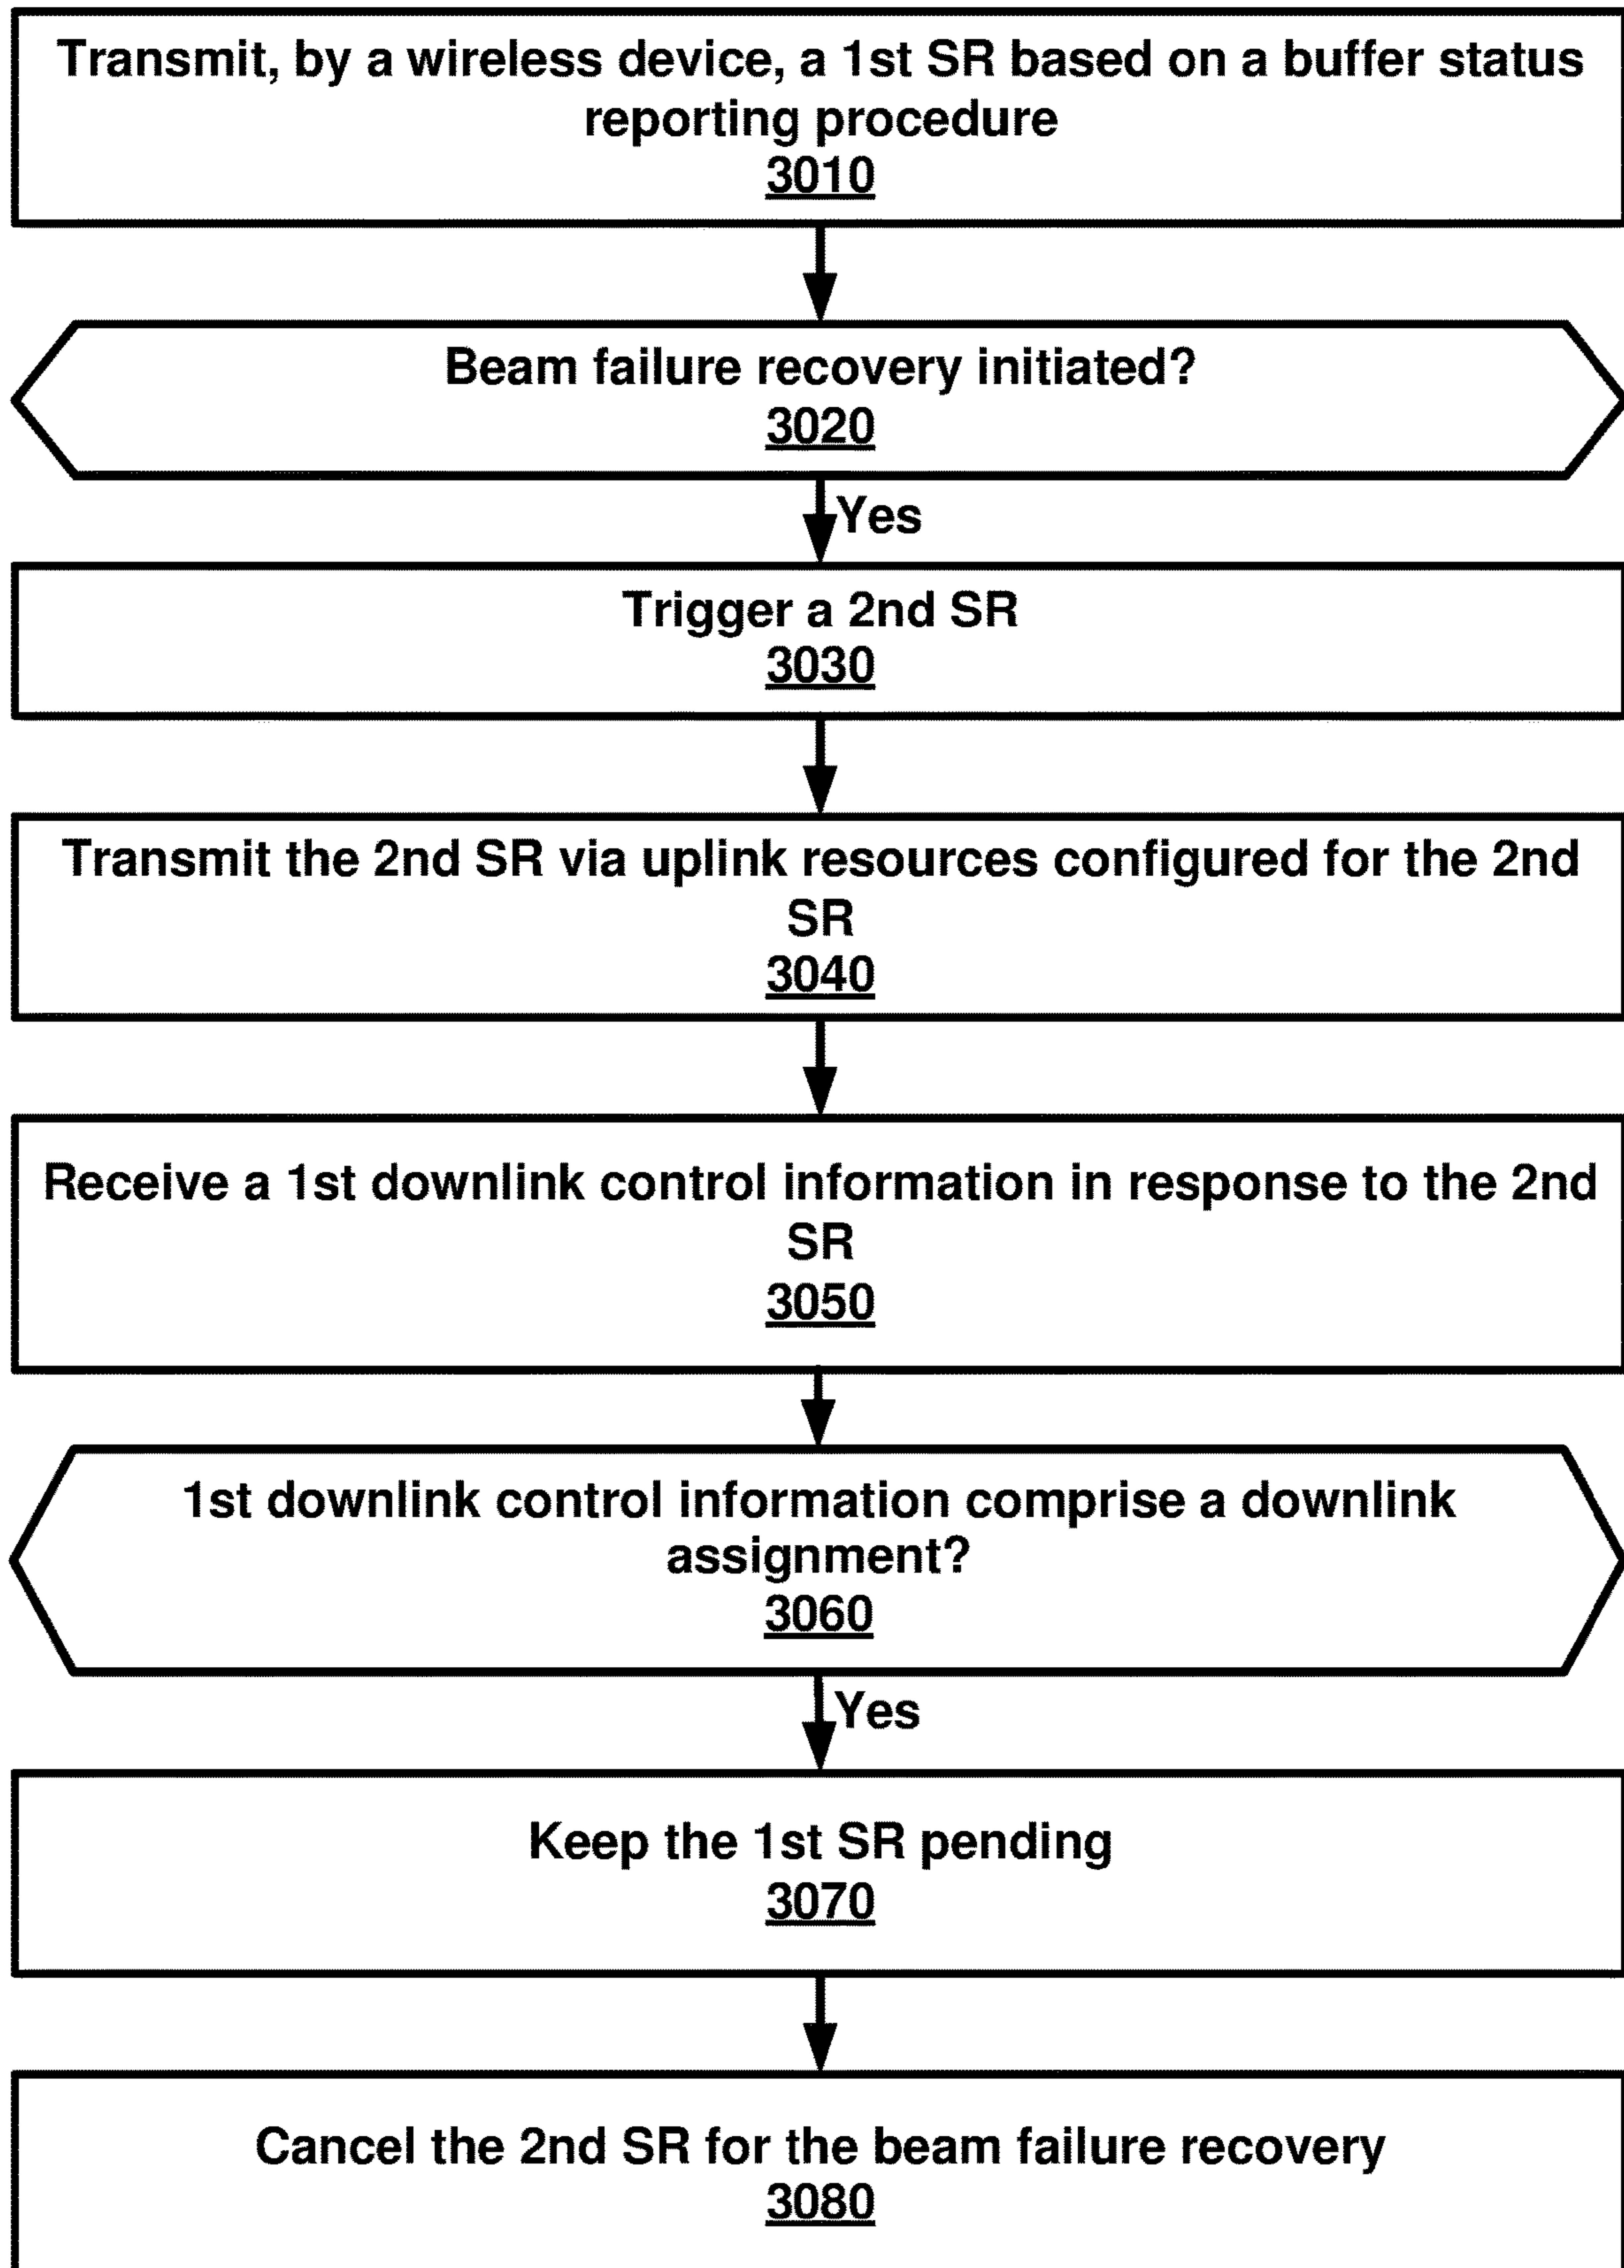 Transmit, by a wireless device, a 1st SR based on a buffer status
reporting procedure
3010
Beam failure recovery initiated?
3020
Yes
Trigger a 2nd SR
3030
Transmit the 2nd SR via uplink resources configured for the 2nd
SR
3040
Receive a 1st downlink control information in response to the 2nd
SR
3050
1st downlink control information comprise a downlink
assignment?
3060
Yes
Keep the 1st SR pending
3070
Cancel the 2nd SR for the beam failure recovery
3080